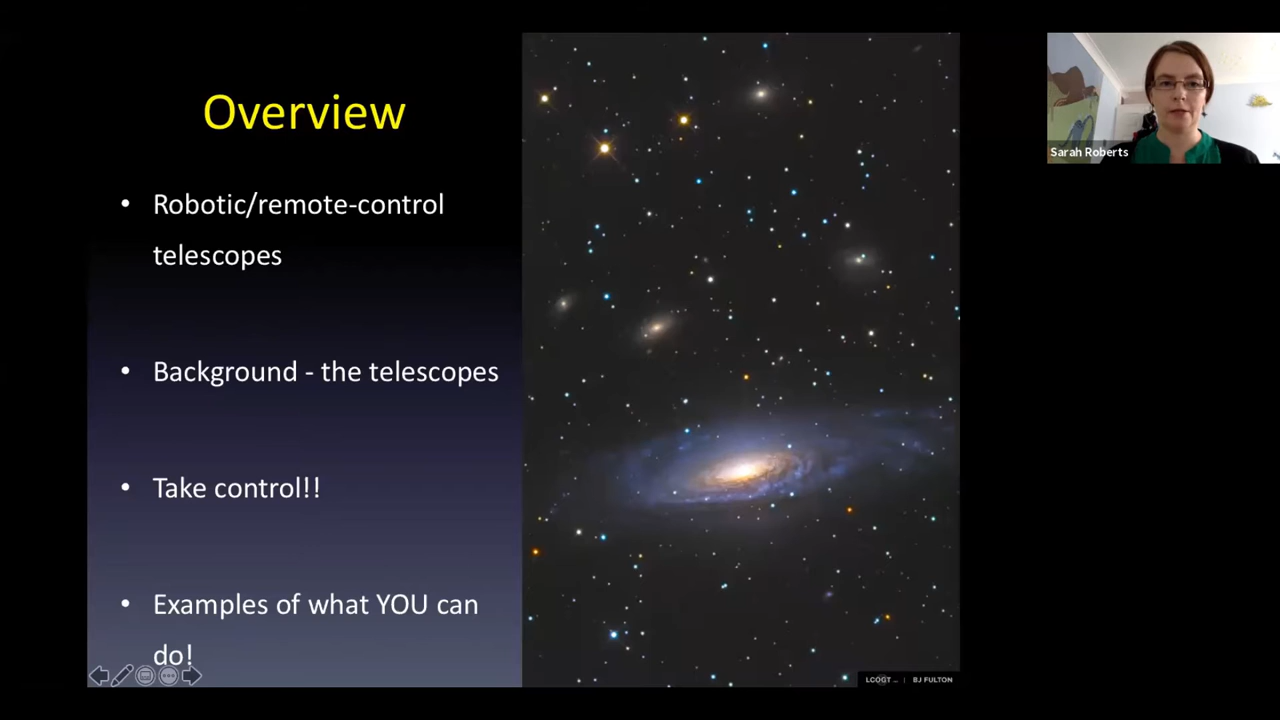 Overview
• Robotic/remote-control
telescopes
• Background - the telescopes
• Take control!!
• Examples of what YOU can
do!
Sarah Roberts
LCOGT .. | BJ FULTON